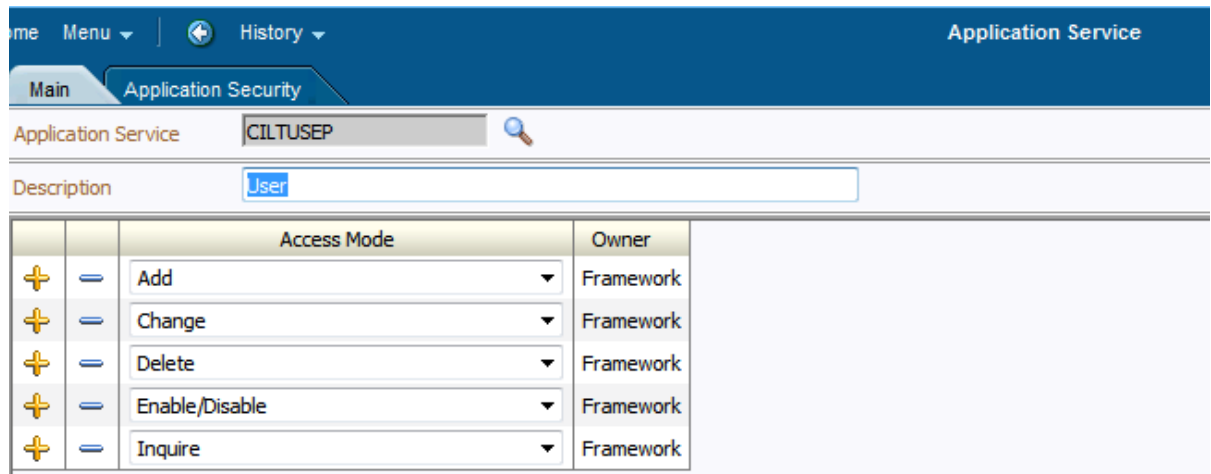 ome Menu History Application Service
Main Application Security
Application Service CILTUSEP
Description User
Access Mode Owner
Add Framework
Change Framework
Delete Framework
Enable/Disable Framework
Inquire Framework